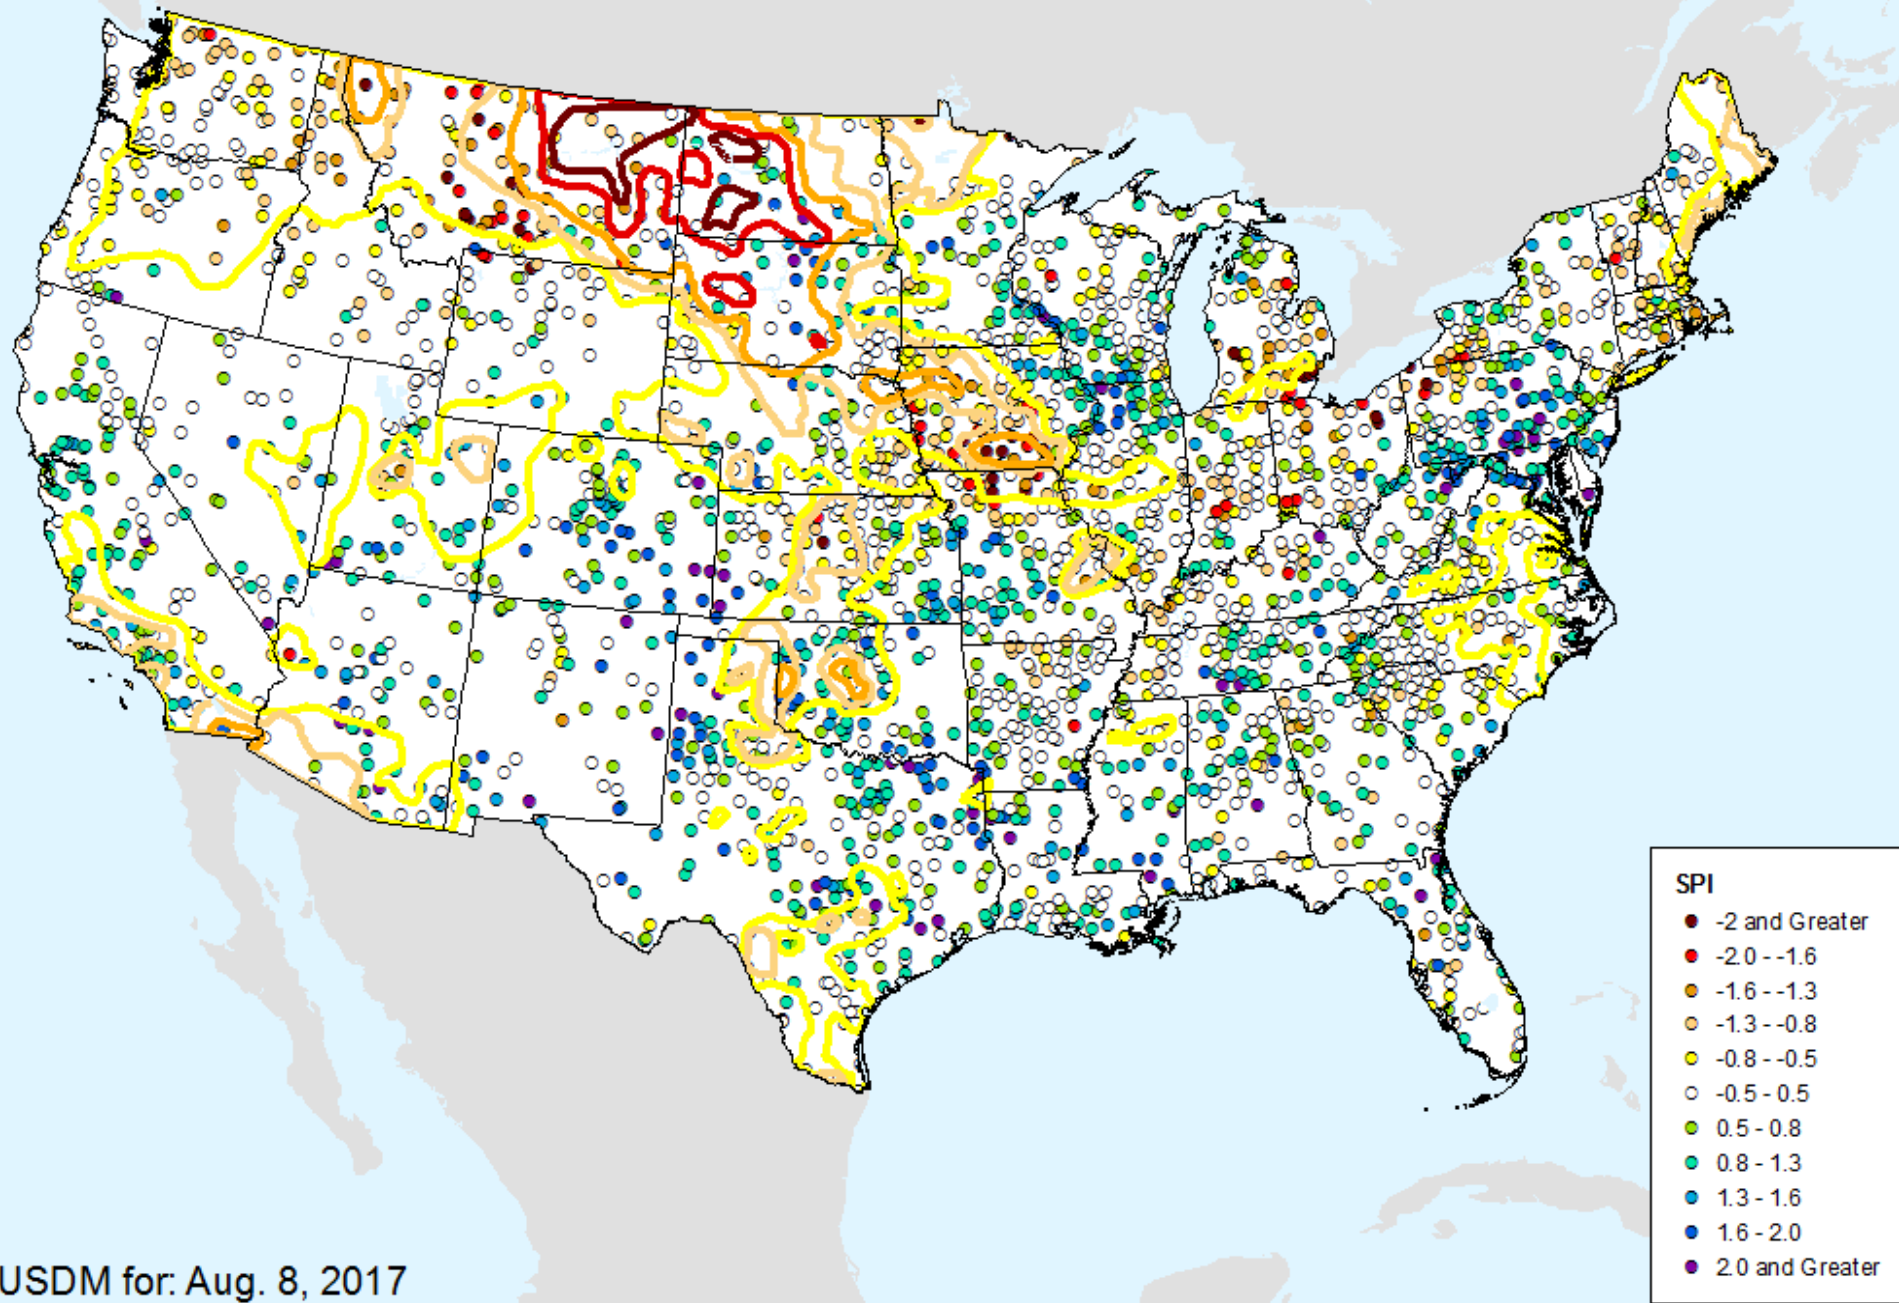 SPI
-2 and Greater
-2.0 - -1.6
-1.6 - -1.3
-1.3 - -0.8
-0.8 - -0.5
-0.5 - 0.5
0.5 - 0.8
0.8 - 1.3
1.3 - 1.6
1.6 - 2.0
2.0 and Greater
USDM for: Aug. 8, 2017